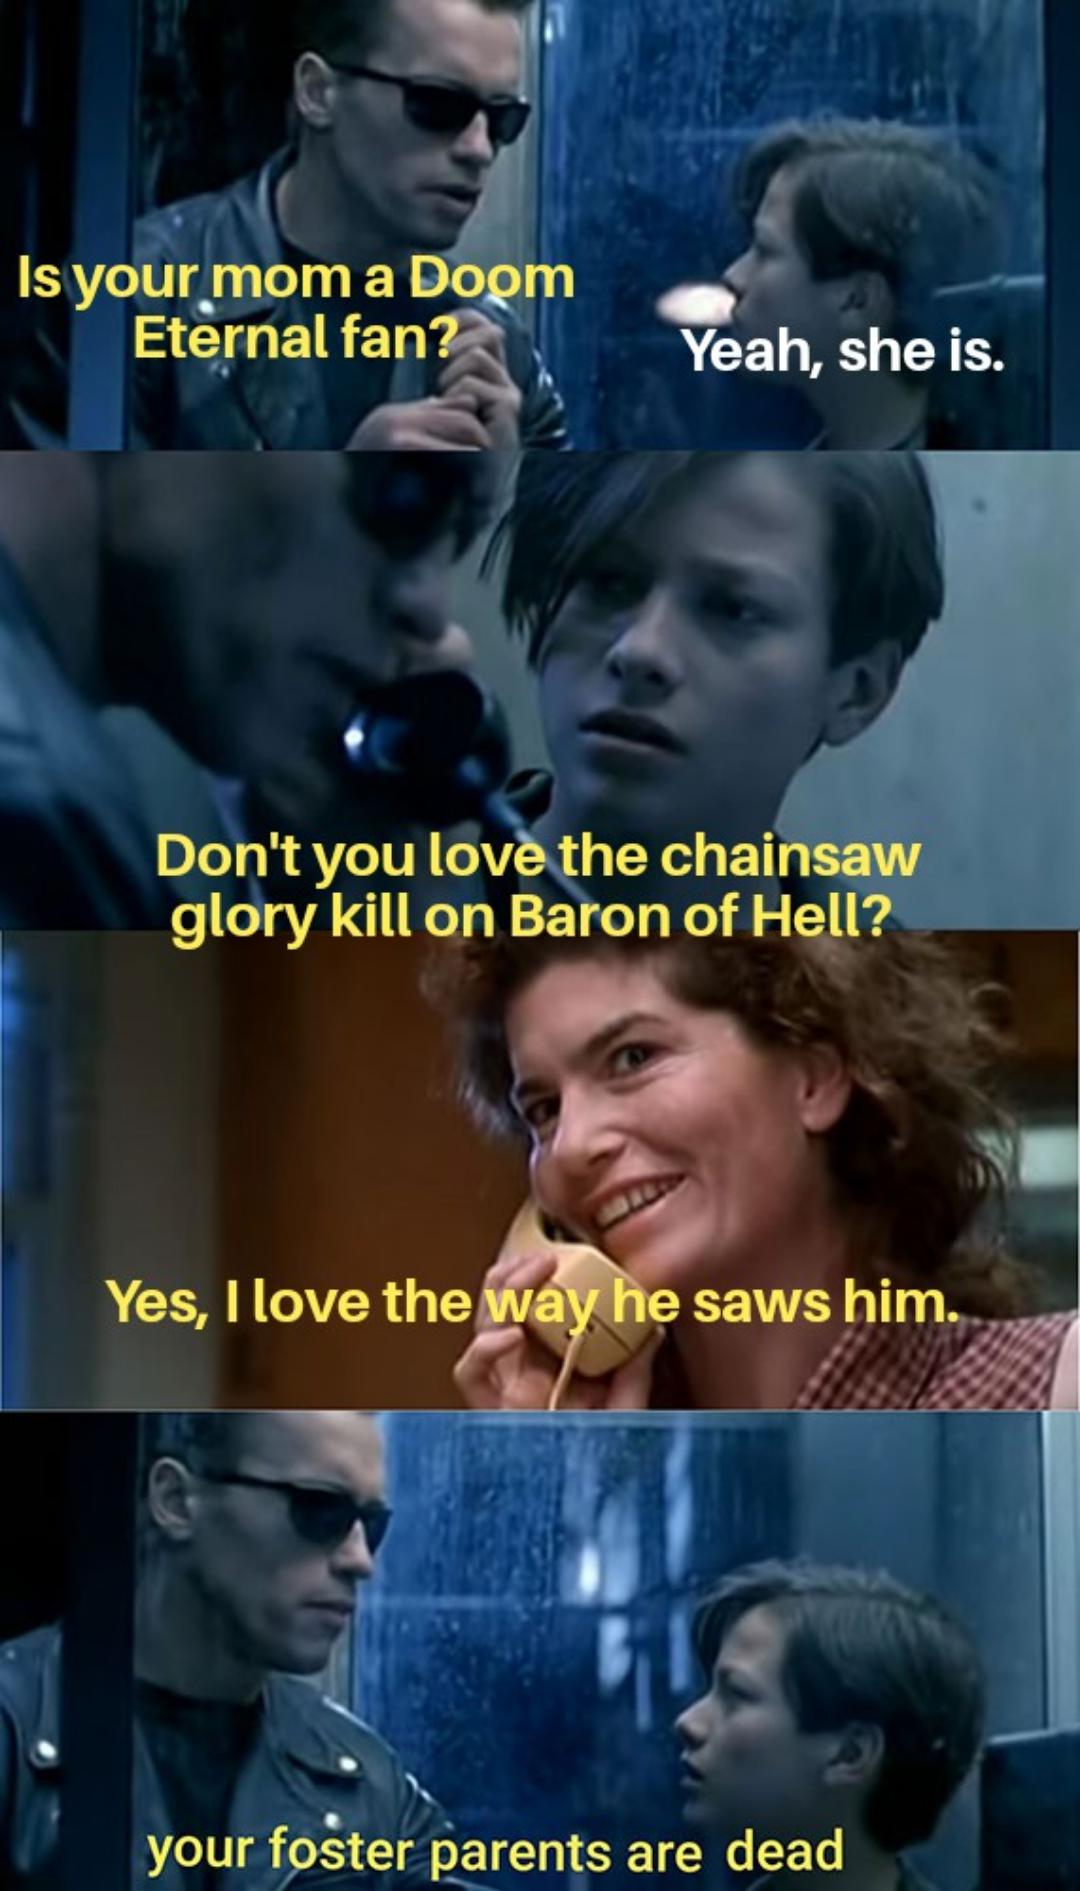 Is your mom a Doom
Eternal fan?
Yeah, she is.
Don't you love the chainsaw
glory kill on Baron of Hell?
Yes, I love the way he saws him.
your foster parents are dead